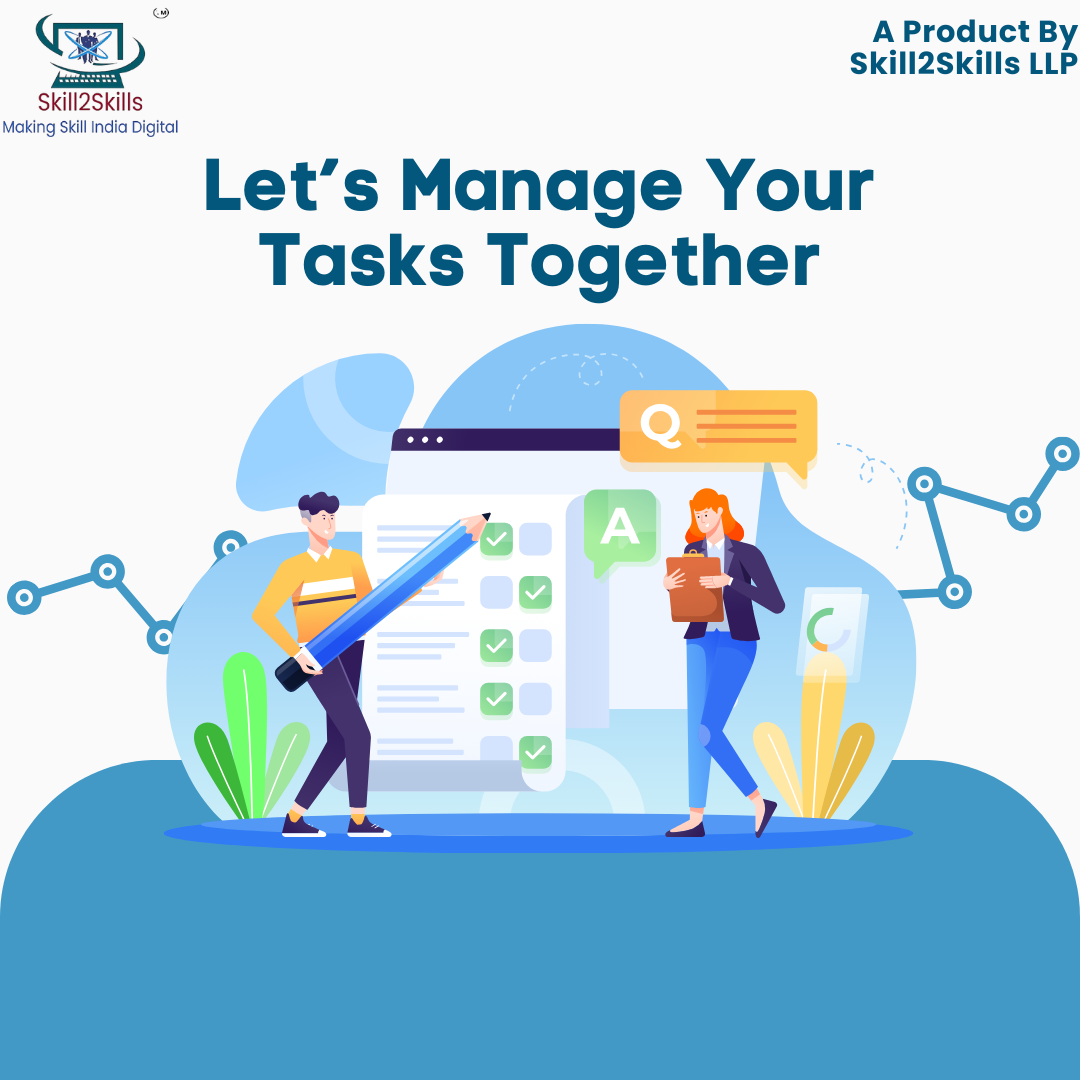 Skill2Skills
Making Skill India Digital
A Product By
Skill2Skills LLP
Let’s Manage Your
Tasks Together
Q
A